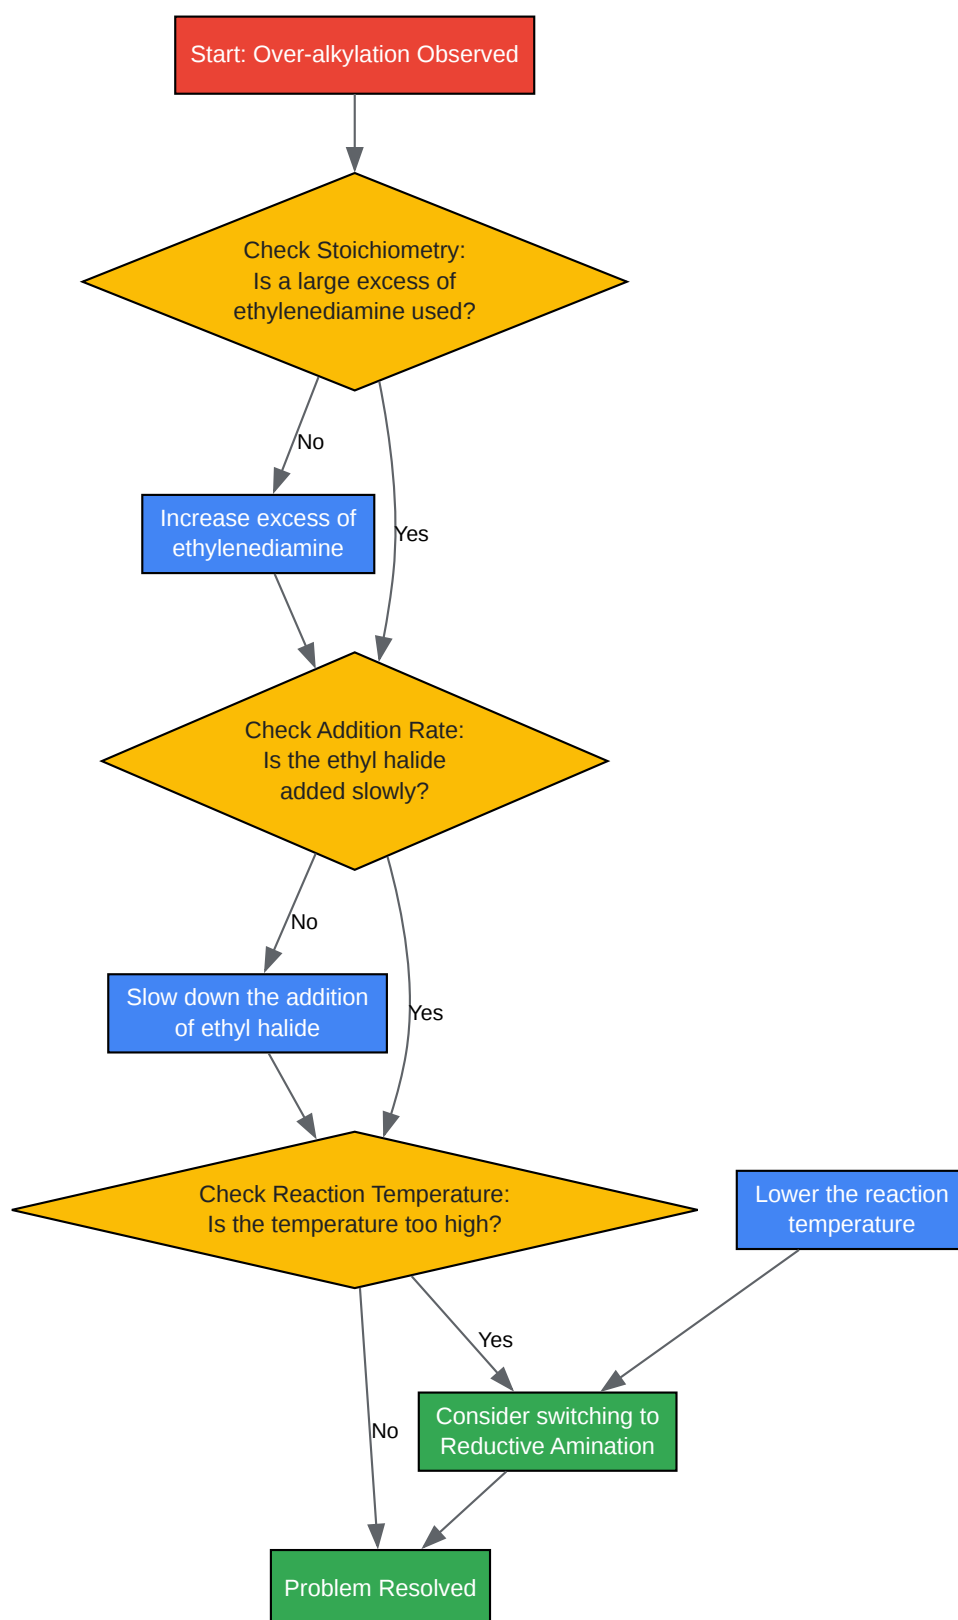 Start: Over-alkylation Observed
Check Stoichiometry:
Is a large excess of
ethylenediamine used?
No
Increase excess of
ethylenediamine
Yes
Check Addition Rate:
Is the ethyl halide
added slowly?
No
Slow down the addition
of ethyl halide
Yes
Check Reaction Temperature:
Is the temperature too high?
Lower the reaction
temperature
Yes
Consider switching to
Reductive Amination
No
Problem Resolved